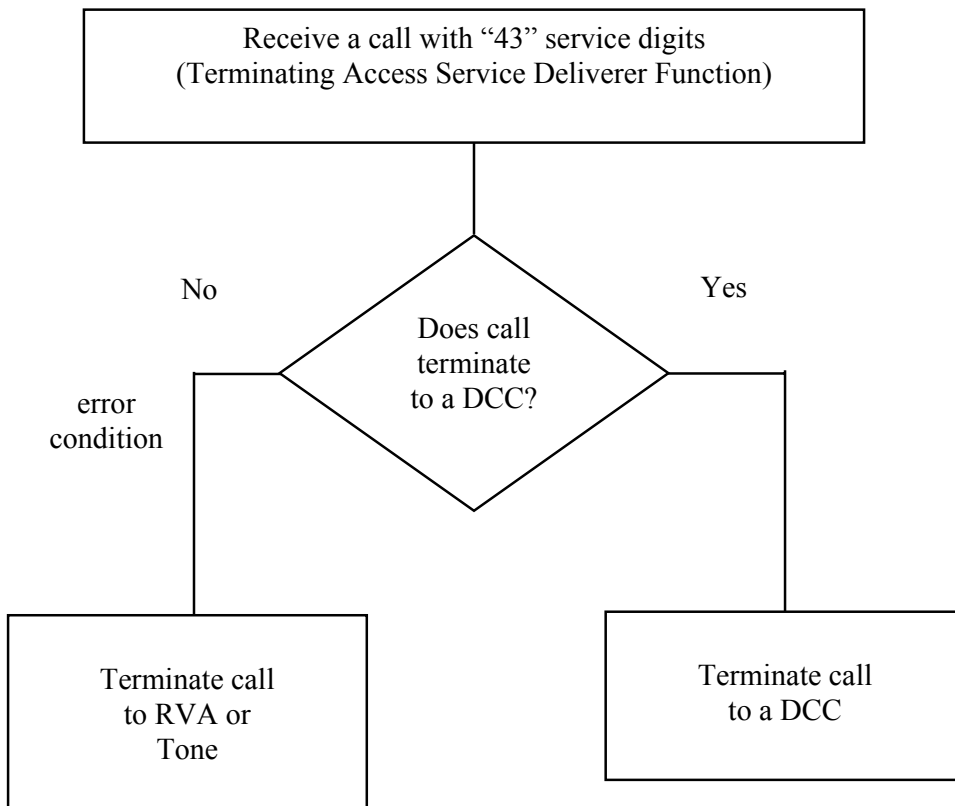 Receive a call with “43” service digits
(Terminating Access Service Deliverer Function)
No
Yes
Does call
terminate
to a DCC?
error
condition
Terminate call
to RVA or
Tone
Terminate call
to a DCC